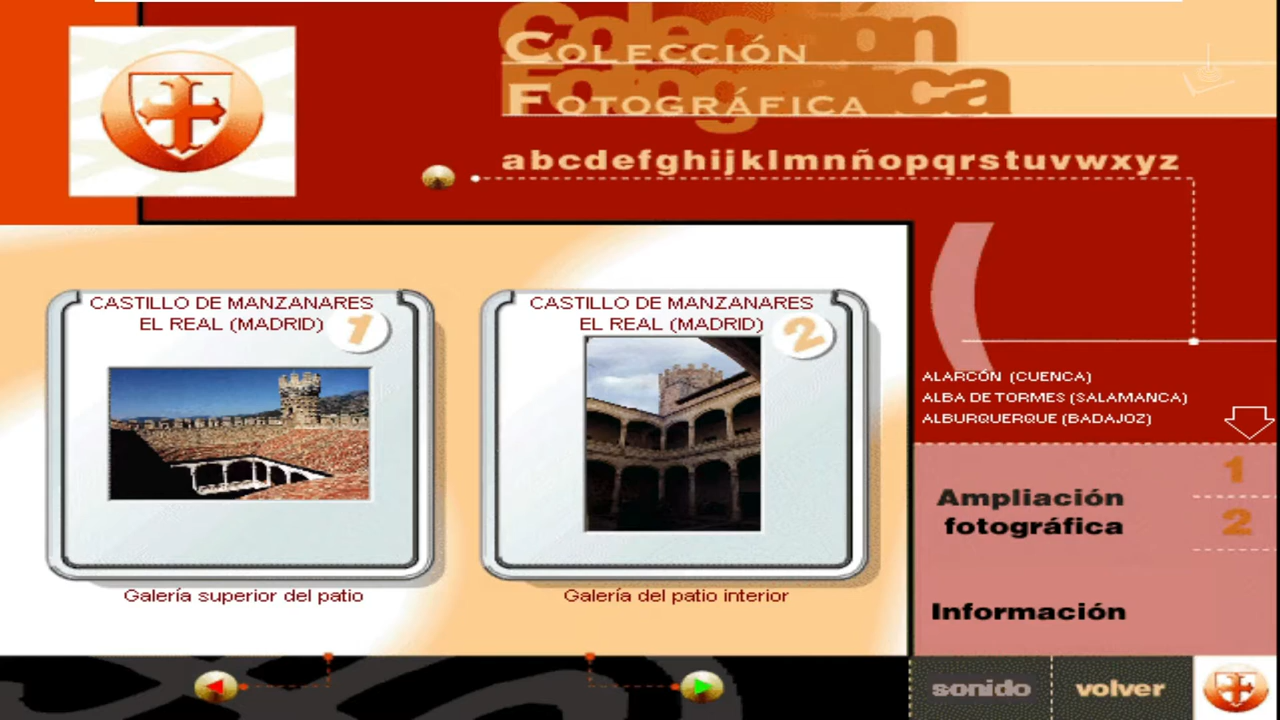 Colección
COLECCIÓN
Fotográfica
FOTOGRÁFICA
abcdefghijklmnñopqrstuvwxyz
CASTILLO DE MANZANARES
EL REAL (MADRID)
1
CASTILLO DE MANZANARES
EL REAL (MADRID)
2
Galería superior del patio
Galería del patio interior
ALARCÓN (CUENCA)
ALBA DE TORMES (SALAMANCA)
ALBURQUERQUE (BADAJOZ)
Ampliación
fotográfica
1
2
Información
sonido
volver